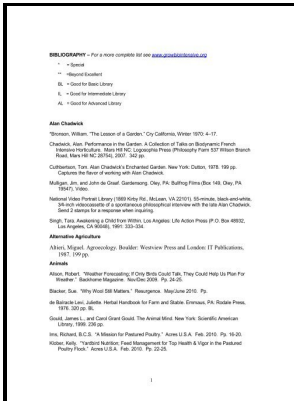 BIBLIOGRAPHY – For a more complete list see www.growbiointensive.org
* = Special
** =Beyond Excellent
BL = Good for Basic Library
IL = Good for Intermediate Library
AL = Good for Advanced Library
Alan Chadwick
*Bronson, William. "The Lesson of a Garden." Cry California, Winter 1970: 4–17.
Chadwick, Alan. Performance in the Garden. A Collection of Talks on Biodynamic French
Intensive Horticulture. Mars Hill NC. Logosophia Press (Philosophy Farm 537 Wilson Branch
Road, Mars Hill NC 28754), 2007. 342 pp.
Cuthbertson, Tom. Alan Chadwick's Enchanted Garden. New York: Dutton, 1978. 199 pp.
Captures the flavor of working with Alan Chadwick.
Mulligan, Jim, and John de Graaf. Gardensong. Oley, PA: Bullfrog Films (Box 149, Oley, PA
19547). Video.
National Video Portrait Library (1869 Kirby Rd., McLean, VA 22101). 55-minute, black-and-white,
3/4-inch videocassette of a spontaneous philosophical interview with the late Alan Chadwick.
Send 2 stamps for a response when inquiring.
Singh, Tara. Awakening a Child from Within. Los Angeles: Life Action Press (P.O. Box 48932,
Los Angeles, CA 90048), 1991: 333–334.
Alternative Agriculture
Altieri, Miguel. Agroecology. Boulder: Westview Press and London: IT Publications,
1987. 199 pp.
Animals
Alison, Robert. "Weather Forecasting; If Only Birds Could Talk, They Could Help Us Plan For
Weather." Backhome Magazine. Nov/Dec 2009. Pp. 24-25.
Blacker, Sue. "Why Wool Still Matters." Resurgence. May/June 2010. Pp.
de Bairacle Levi, Juliette. Herbal Handbook for Farm and Stable. Emmaus, PA: Rodale Press,
1976. 320 pp. BL
Gould, James L., and Carol Grant Gould. The Animal Mind. New York: Scientific American
Library, 1999. 236 pp.
Ims, Richard, B.C.S. "A Mission for Pastured Poultry." Acres U.S.A. Feb. 2010. Pp. 16-20.
Klober, Kelly. "Yardbird Nutrition, Feed Management for Top Health & Vigor in the Pastured
Poultry Flock." Acres U.S.A. Feb. 2010. Pp. 22-25.
1